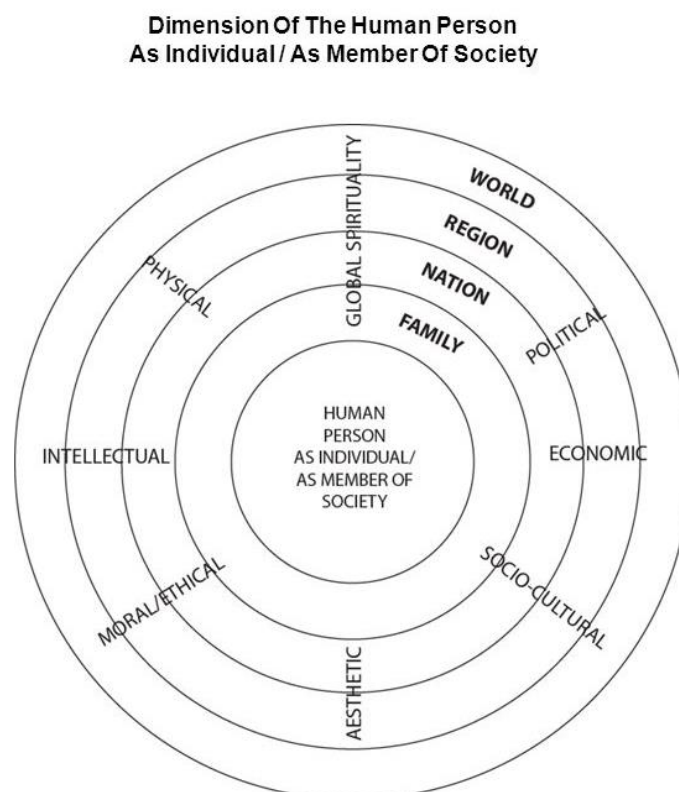 Dimension Of The Human Person
As Individual / As Member Of Society
WORLD
REGION
NATION
FAMILY
GLOBAL SPIRITUALITY
PHYSICAL
POLITICAL
INTELLECTUAL
HUMAN
PERSON
AS INDIVIDUAL/
AS MEMBER OF
SOCIETY
ECONOMIC
MORAL/ETHICAL
SOCIO-CULTURAL
AESTHETIC